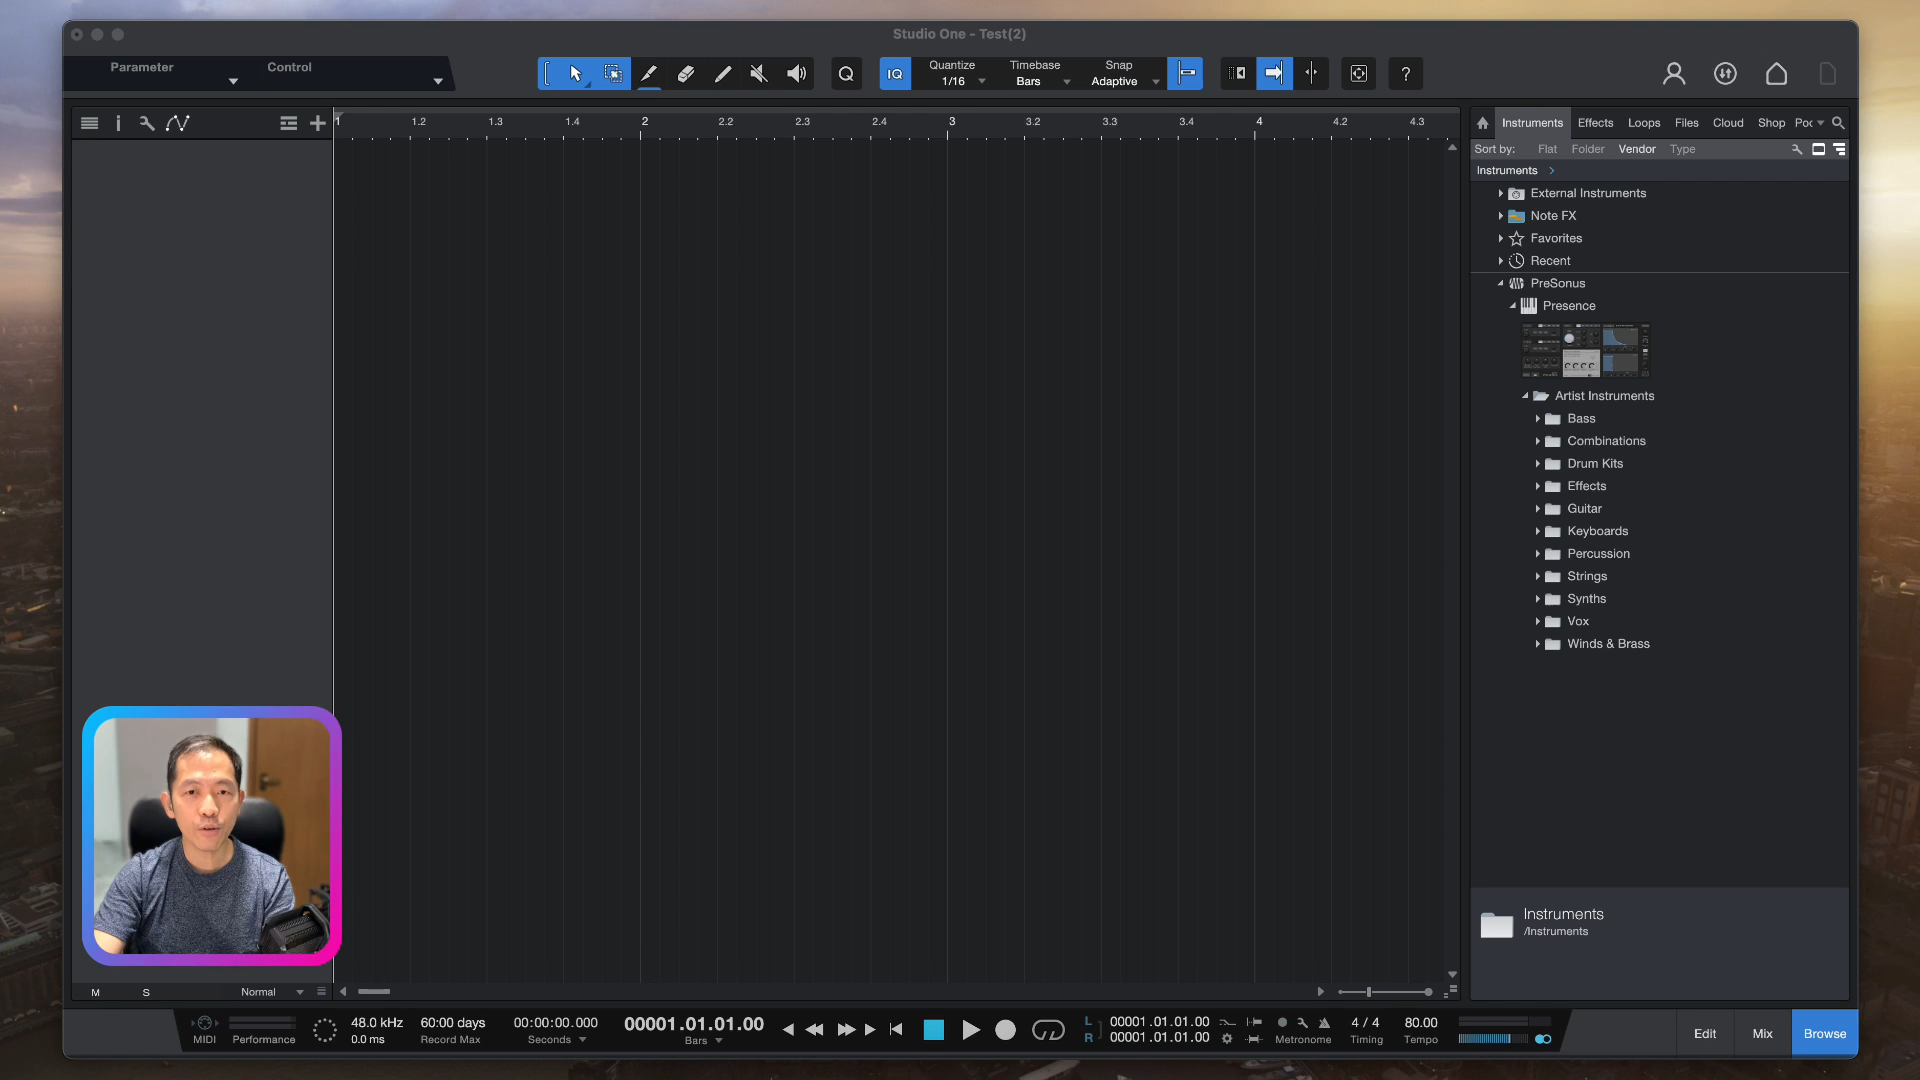 Studio One - Test(2)
Parameter
Control
Q
IQ
Quantize
1/16
Timebase
Bars
Snap
Adaptive
?
1
1.2
1.3
1.4
2
2.2
2.3
2.4
3
3.2
3.3
3.4
4
4.2
4.3
Instruments
Effects
Loops
Files
Cloud
Shop
Poc
Sort by:
Flat
Folder
Vendor
Type
Instruments
External Instruments
Note FX
Favorites
Recent
PreSonus
Presence
Artist Instruments
Bass
Combinations
Drum Kits
Effects
Guitar
Keyboards
Percussion
Strings
Synths
Vox
Winds & Brass
Instruments
/Instruments
M
S
Normal
MIDI
Performance
48.0 kHz
0.0 ms
60:00 days
Record Max
00:00:00.000
Seconds
00001.01.01.00
Bars
L 00001.01.01.00
R 00001.01.01.00
Metronome
4 / 4
Timing
80.00
Tempo
Edit
Mix
Browse